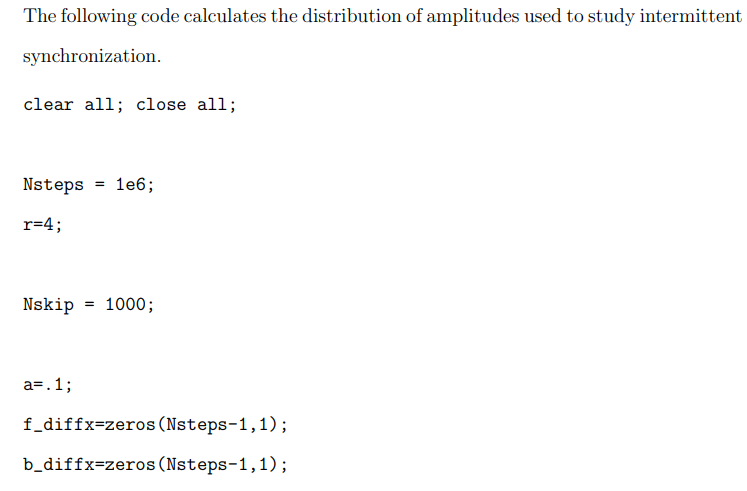 The following code calculates the distribution of amplitudes used to study intermittent
synchronization.
clear all; close all;
Nsteps = 1e6;
r=4;
Nskip = 1000;
a=.1;
f_diffx=zeros(Nsteps-1,1);
b_diffx=zeros(Nsteps-1,1);